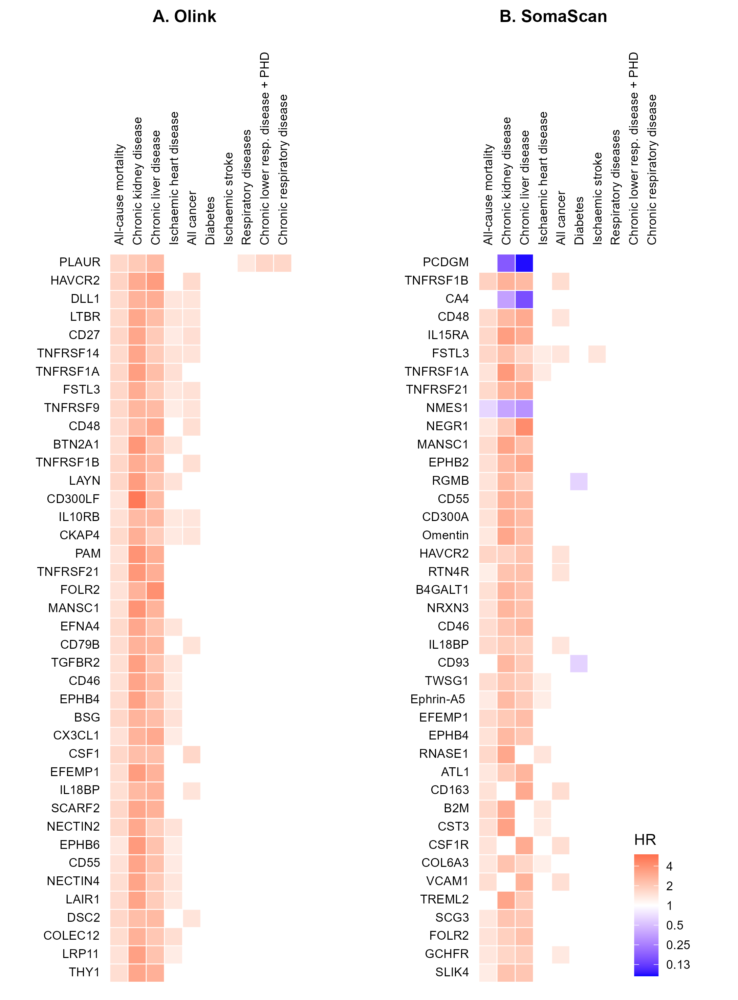 A. Olink
All-cause mortality
Chronic kidney disease
Chronic liver disease
Ischaemic heart disease
All cancer
Diabetes
Ischaemic stroke
Respiratory diseases
Chronic lower resp. disease + PHD
Chronic respiratory disease
PLAUR
HAVCR2
DLL1
LTBR
CD27
TNFRSF14
TNFRSF1A
FSTL3
TNFRSF9
CD48
BTN2A1
TNFRSF1B
LAYN
CD300LF
IL10RB
CKAP4
PAM
TNFRSF21
FOLR2
MANSC1
EFNA4
CD79B
TGFBR2
CD46
EPHB4
BSG
CX3CL1
CSF1
EFEMP1
IL18BP
SCARF2
NECTIN2
EPHB6
CD55
NECTIN4
LAIR1
DSC2
COLEC12
LRP11
THY1
B. SomaScan
All-cause mortality
Chronic kidney disease
Chronic liver disease
Ischaemic heart disease
All cancer
Diabetes
Ischaemic stroke
Respiratory diseases
Chronic lower resp. disease + PHD
Chronic respiratory disease
PCDGM
TNFRSF1B
CA4
CD48
IL15RA
FSTL3
TNFRSF1A
TNFRSF21
NMES1
NEGR1
MANSC1
EPHB2
RGMB
CD55
CD300A
Omentin
HAVCR2
RTN4R
B4GALT1
NRXN3
CD46
IL18BP
CD93
TWSG1
Ephrin-A5
EFEMP1
EPHB4
RNASE1
ATL1
CD163
B2M
CST3
CSF1R
COL6A3
VCAM1
TREML2
SCG3
FOLR2
GCHFR
SLIK4
HR
4
2
1
0.5
0.25
0.13